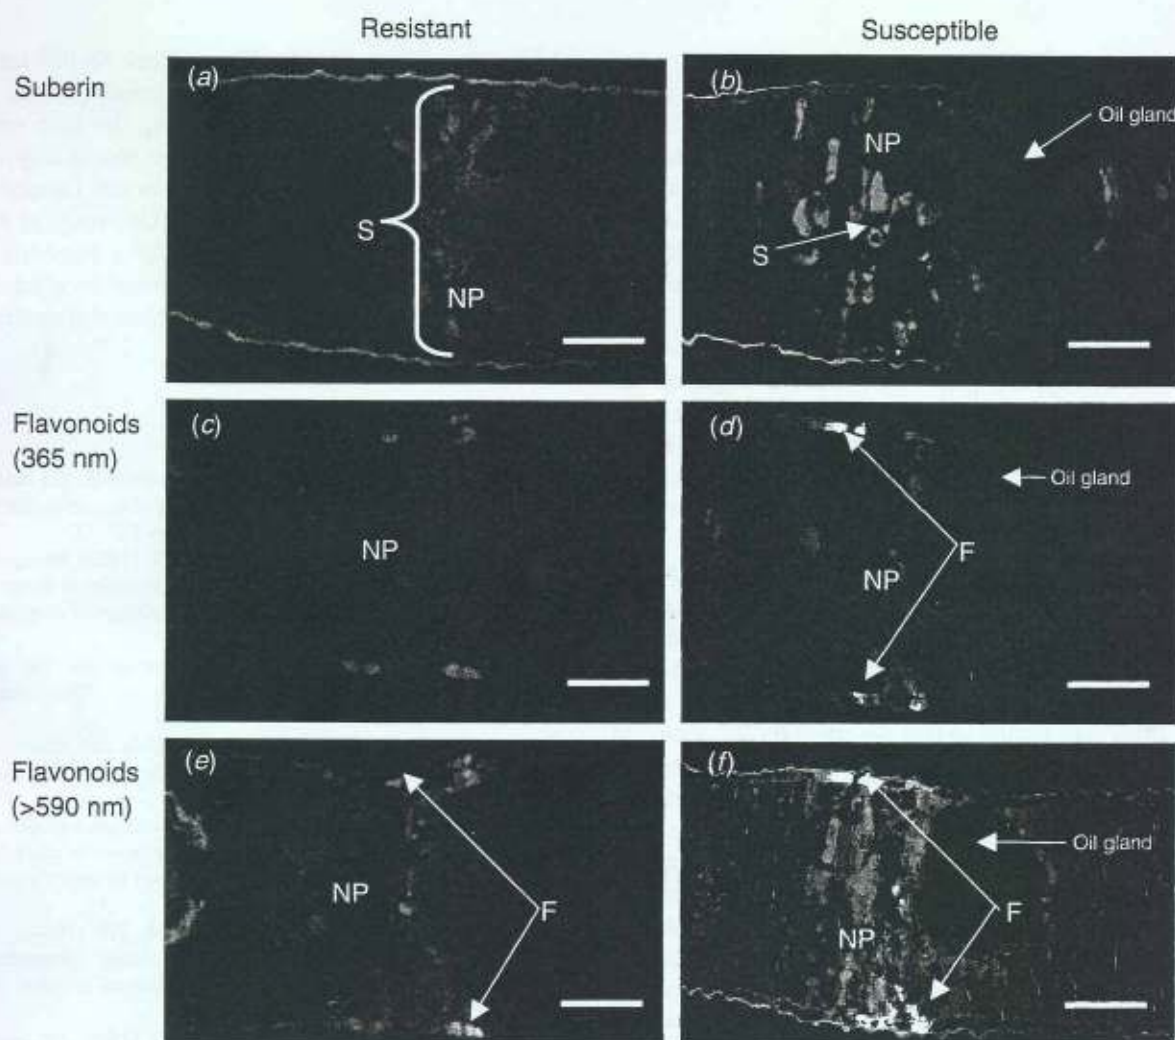 Resistant
Susceptible
Suberin
(a)
S
NP
(b)
NP
Oil gland
S
Flavonoids
(365 nm)
(c)
NP
(d)
Oil gland
F
NP
Flavonoids
(>590 nm)
(e)
NP
F
(f)
Oil gland
F
NP